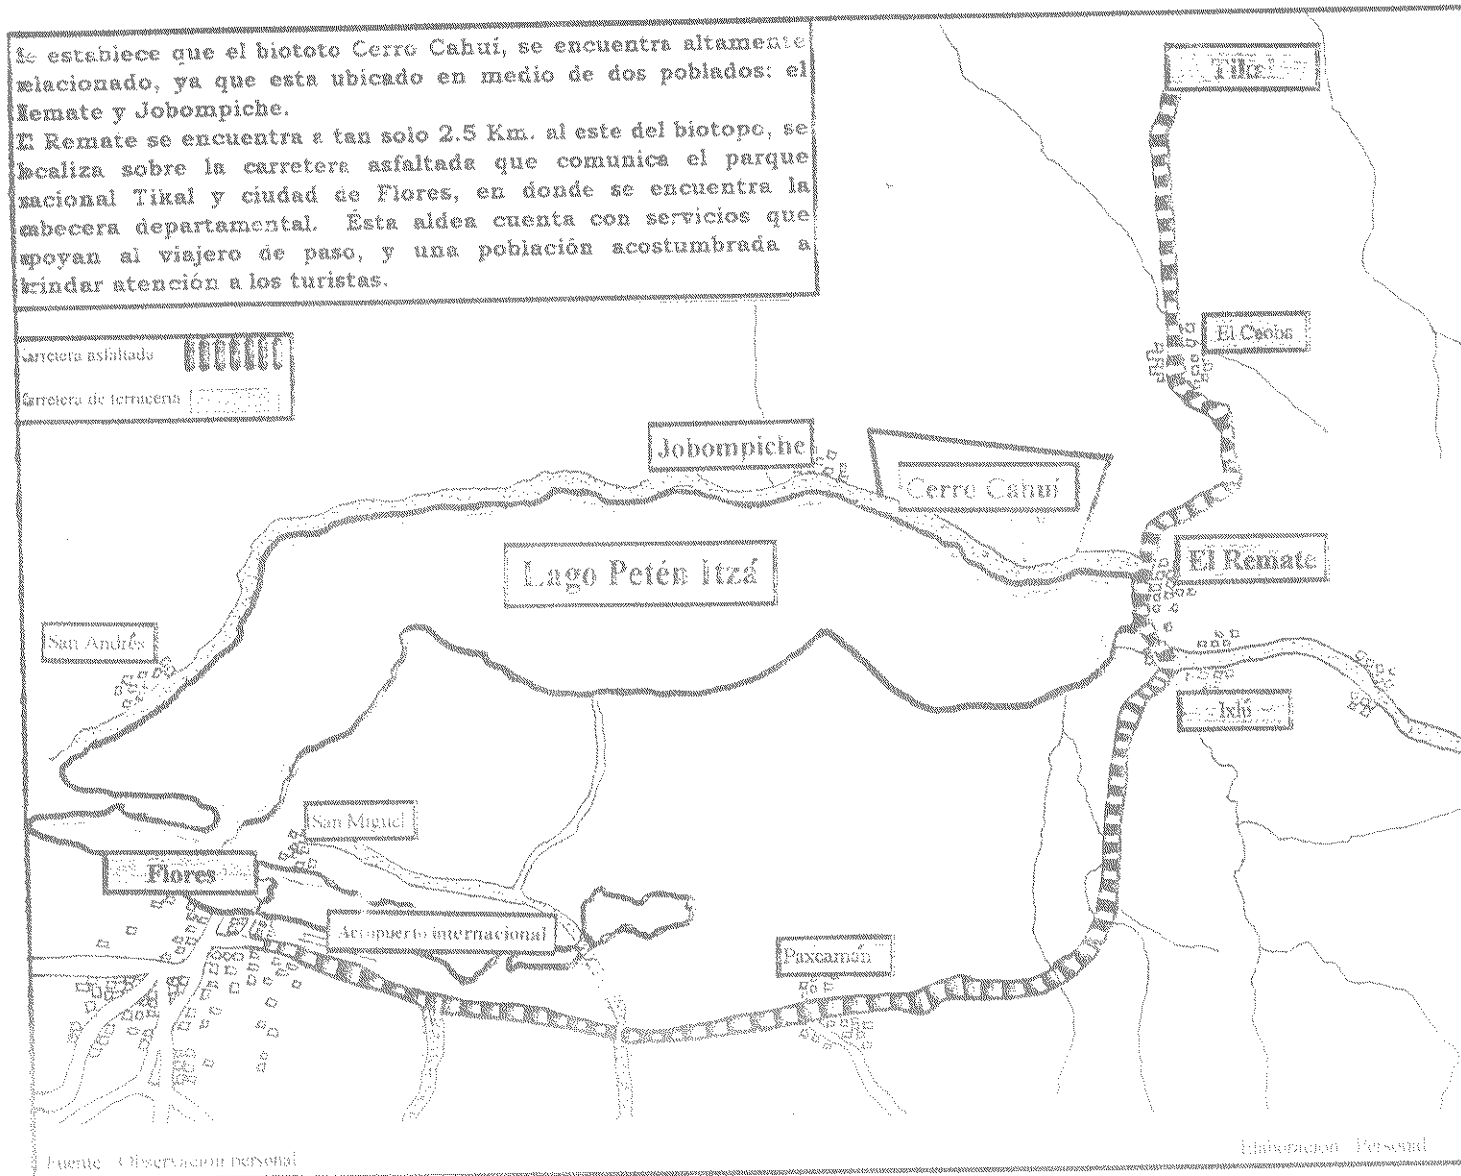 Se establece que el biototo Cerro Cahuí, se encuentra altamente
relacionado, ya que esta ubicado en medio de dos poblados: el
Remate y Jobompiche.
El Remate se encuentra a tan solo 2.5 Km. al este del biotopo, se
localiza sobre la carretera asfaltada que comunica el parque
nacional Tikal y ciudad de Flores, en donde se encuentra la
cabecera departamental. Ésta aldea cuenta con servicios que
apoyan al viajero de paso, y una población acostumbrada a
brindar atención a los turistas.
Tikal
El Caoba
Carretera asfaltada
Carretera de terraceria
Jobompiche
Cerro Cahuí
Lago Petén Itzá
El Remate
San Andrés
Ixlú
San Miguel
Flores
Aeropuerto internacional
Paxcamán
Fuente Observación personal
Elaboracion Personal